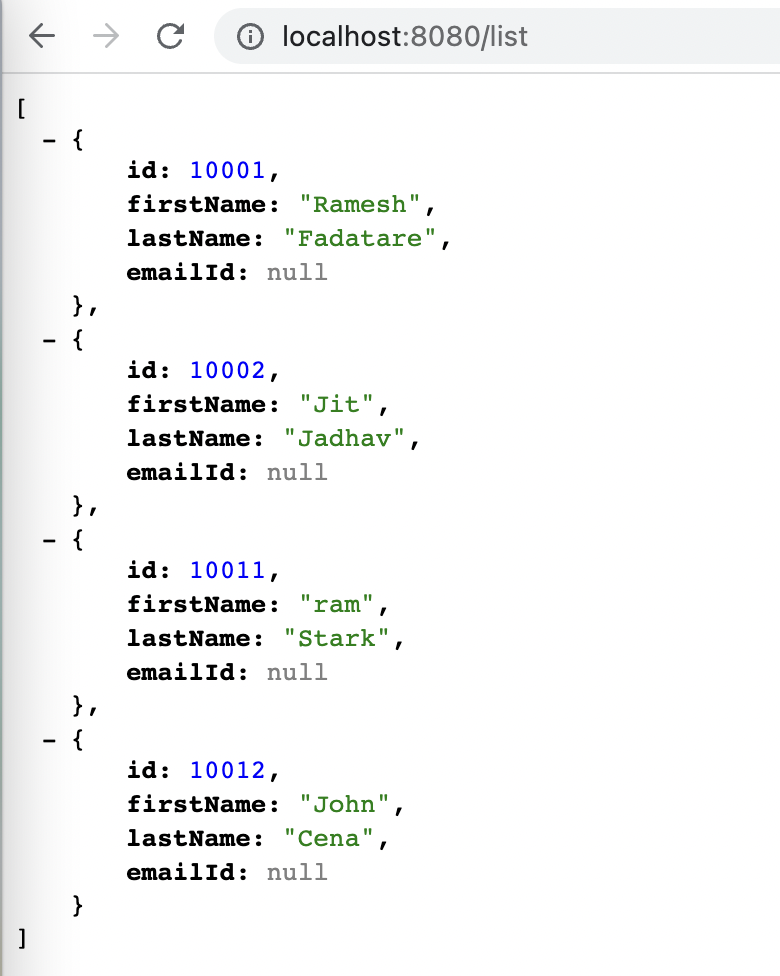 localhost:8080/list
[
- {
id: 10001,
firstName: "Ramesh",
lastName: "Fadatare",
emailId: null
},
- {
id: 10002,
firstName: "Jit",
lastName: "Jadhav",
emailId: null
},
- {
id: 10011,
firstName: "ram",
lastName: "Stark",
emailId: null
},
- {
id: 10012,
firstName: "John",
lastName: "Cena",
emailId: null
}
]